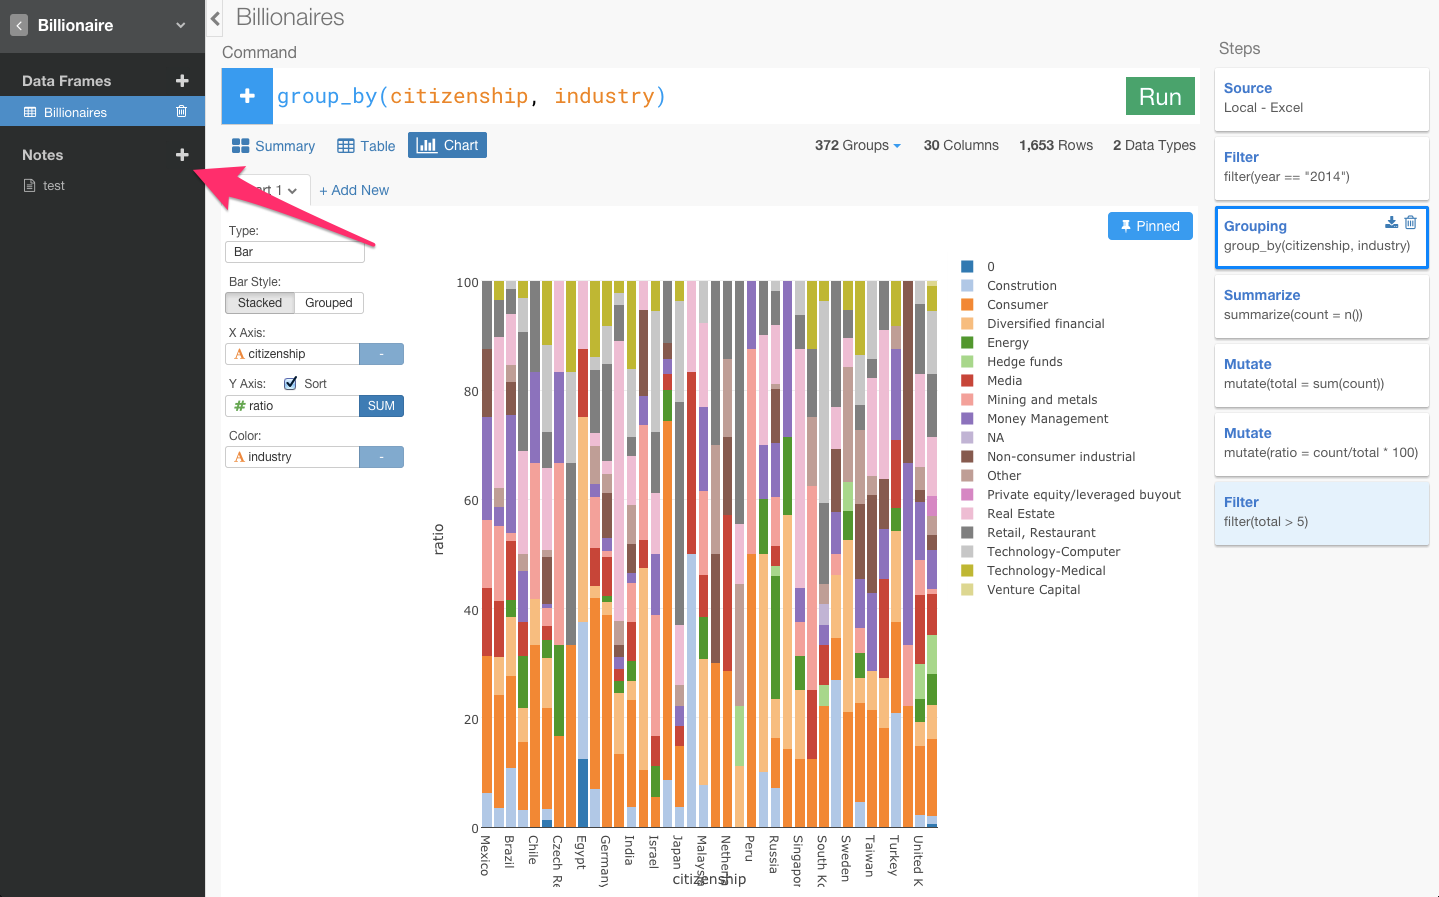 Billionaire
Data Frames
Billionaires
Notes
test
Billionaires
Command
group_by(citizenship, industry)
Run
Summary
Table
Chart
372 Groups
30 Columns
1,653 Rows
2 Data Types
1
+ Add New
Pinned
Type:
Bar
Bar Style:
Stacked
Grouped
X Axis:
A citizenship
-
Y Axis:
Sort
# ratio
SUM
Color:
A industry
-
100
80
60
40
20
0
ratio
Mexico
Brazil
Chile
Czech Re
Egypt
Germany
India
Israel
Japan
Malays
Nethe
Peru
Russia
Singapor
South Ko
Sweden
Taiwan
Turkey
United K
citizenship
0
Constrution
Consumer
Diversified financial
Energy
Hedge funds
Media
Mining and metals
Money Management
NA
Non-consumer industrial
Other
Private equity/leveraged buyout
Real Estate
Retail, Restaurant
Technology-Computer
Technology-Medical
Venture Capital
Steps
Source
Local - Excel
Filter
filter(year == "2014")
Grouping
group_by(citizenship, industry)
Summarize
summarize(count = n())
Mutate
mutate(total = sum(count))
Mutate
mutate(ratio = count/total * 100)
Filter
filter(total > 5)